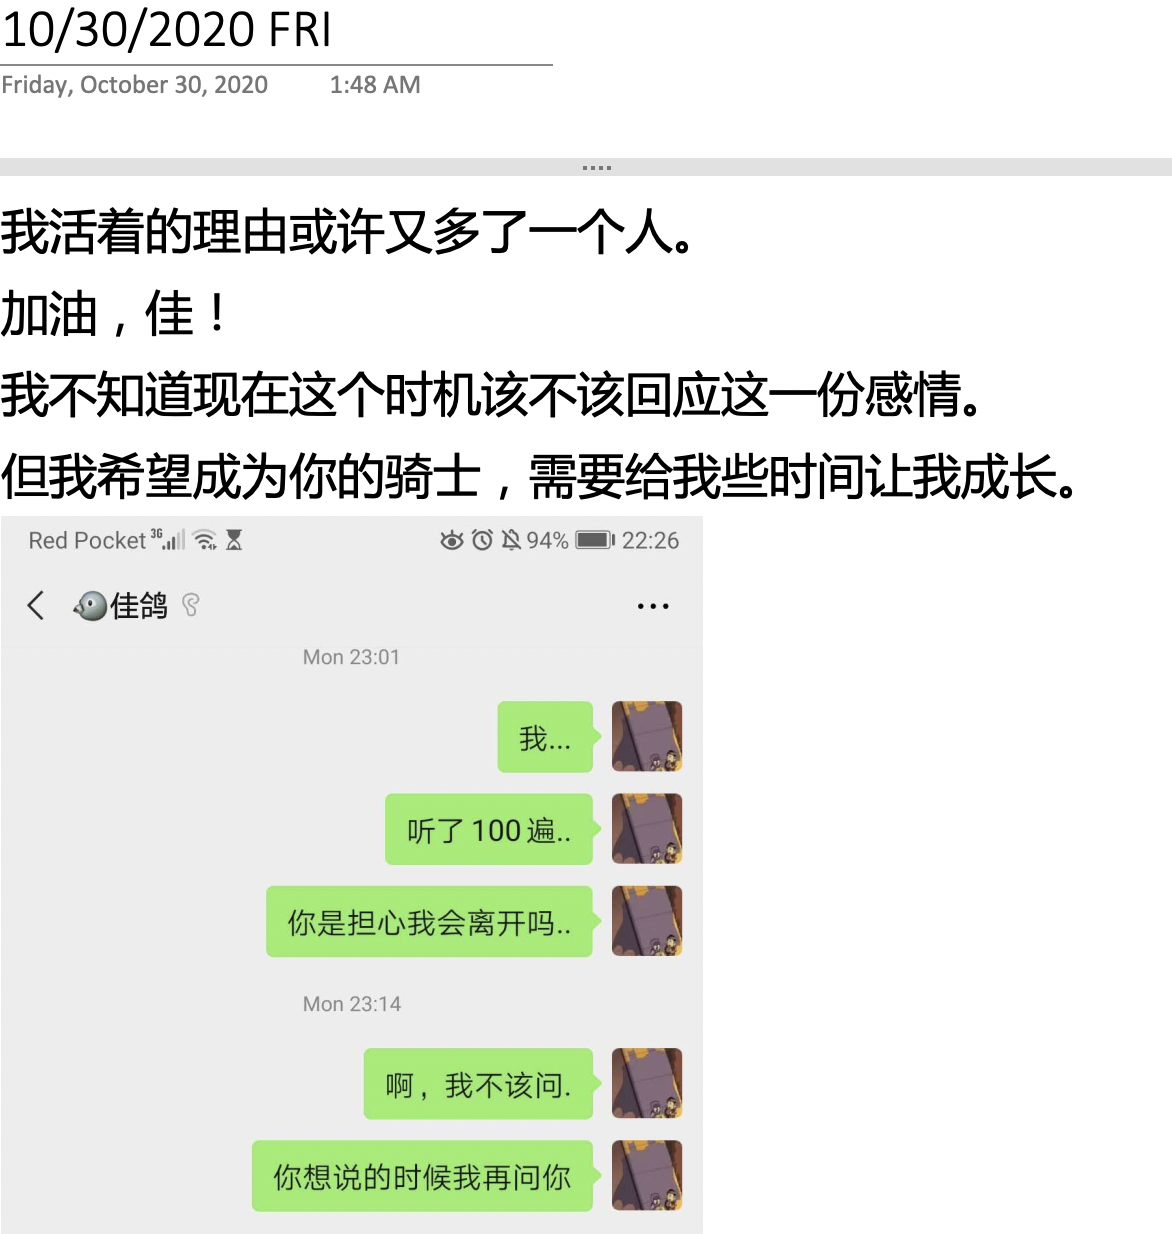 10/30/2020 FRI
Friday, October 30, 2020 1:48 AM
我活着的理由或许又多了一个人。
加油，佳！
我不知道现在这个时机该不该回应这一份感情。
但我希望成为你的骑士，需要给我些时间让我成长。
Red Pocket 3G 94% 22:26
佳鸽
Mon 23:01
我...
听了 100 遍..
你是担心我会离开吗..
Mon 23:14
啊，我不该问.
你想说的时候我再问你